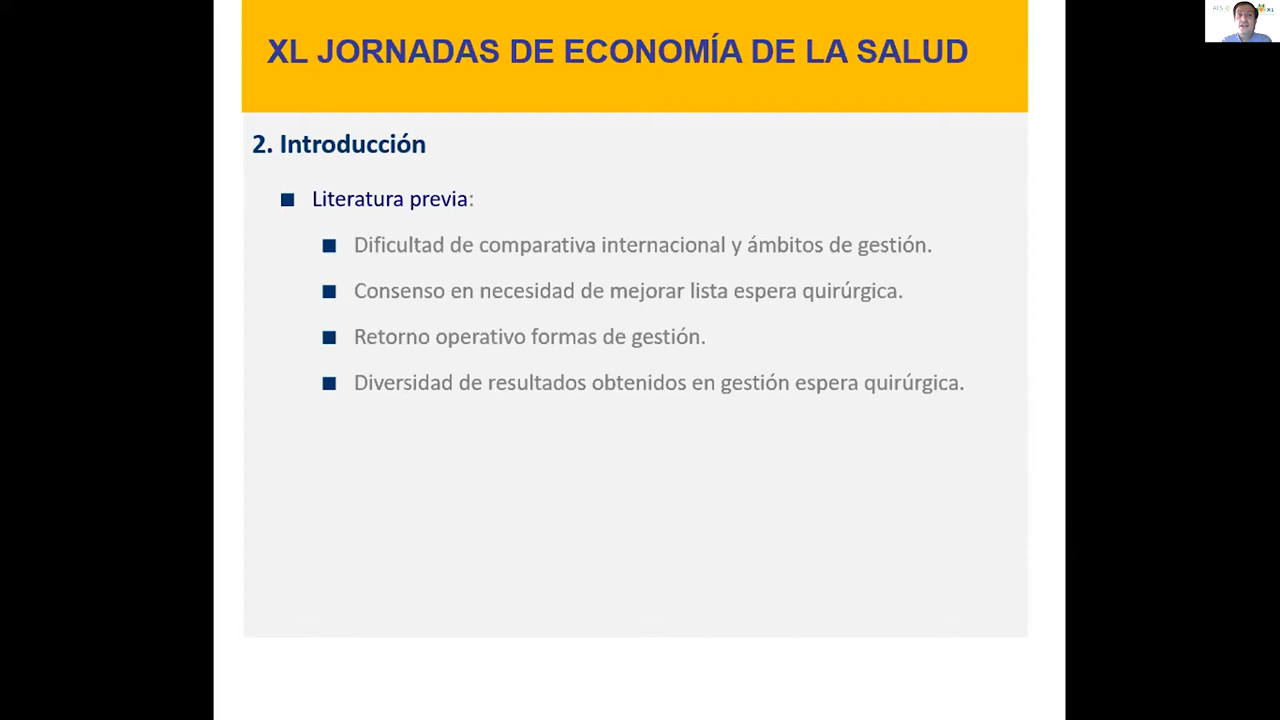 XL JORNADAS DE ECONOMÍA DE LA SALUD
AES
XL
2. Introducción
Literatura previa:
Dificultad de comparativa internacional y ámbitos de gestión.
Consenso en necesidad de mejorar lista espera quirúrgica.
Retorno operativo formas de gestión.
Diversidad de resultados obtenidos en gestión espera quirúrgica.